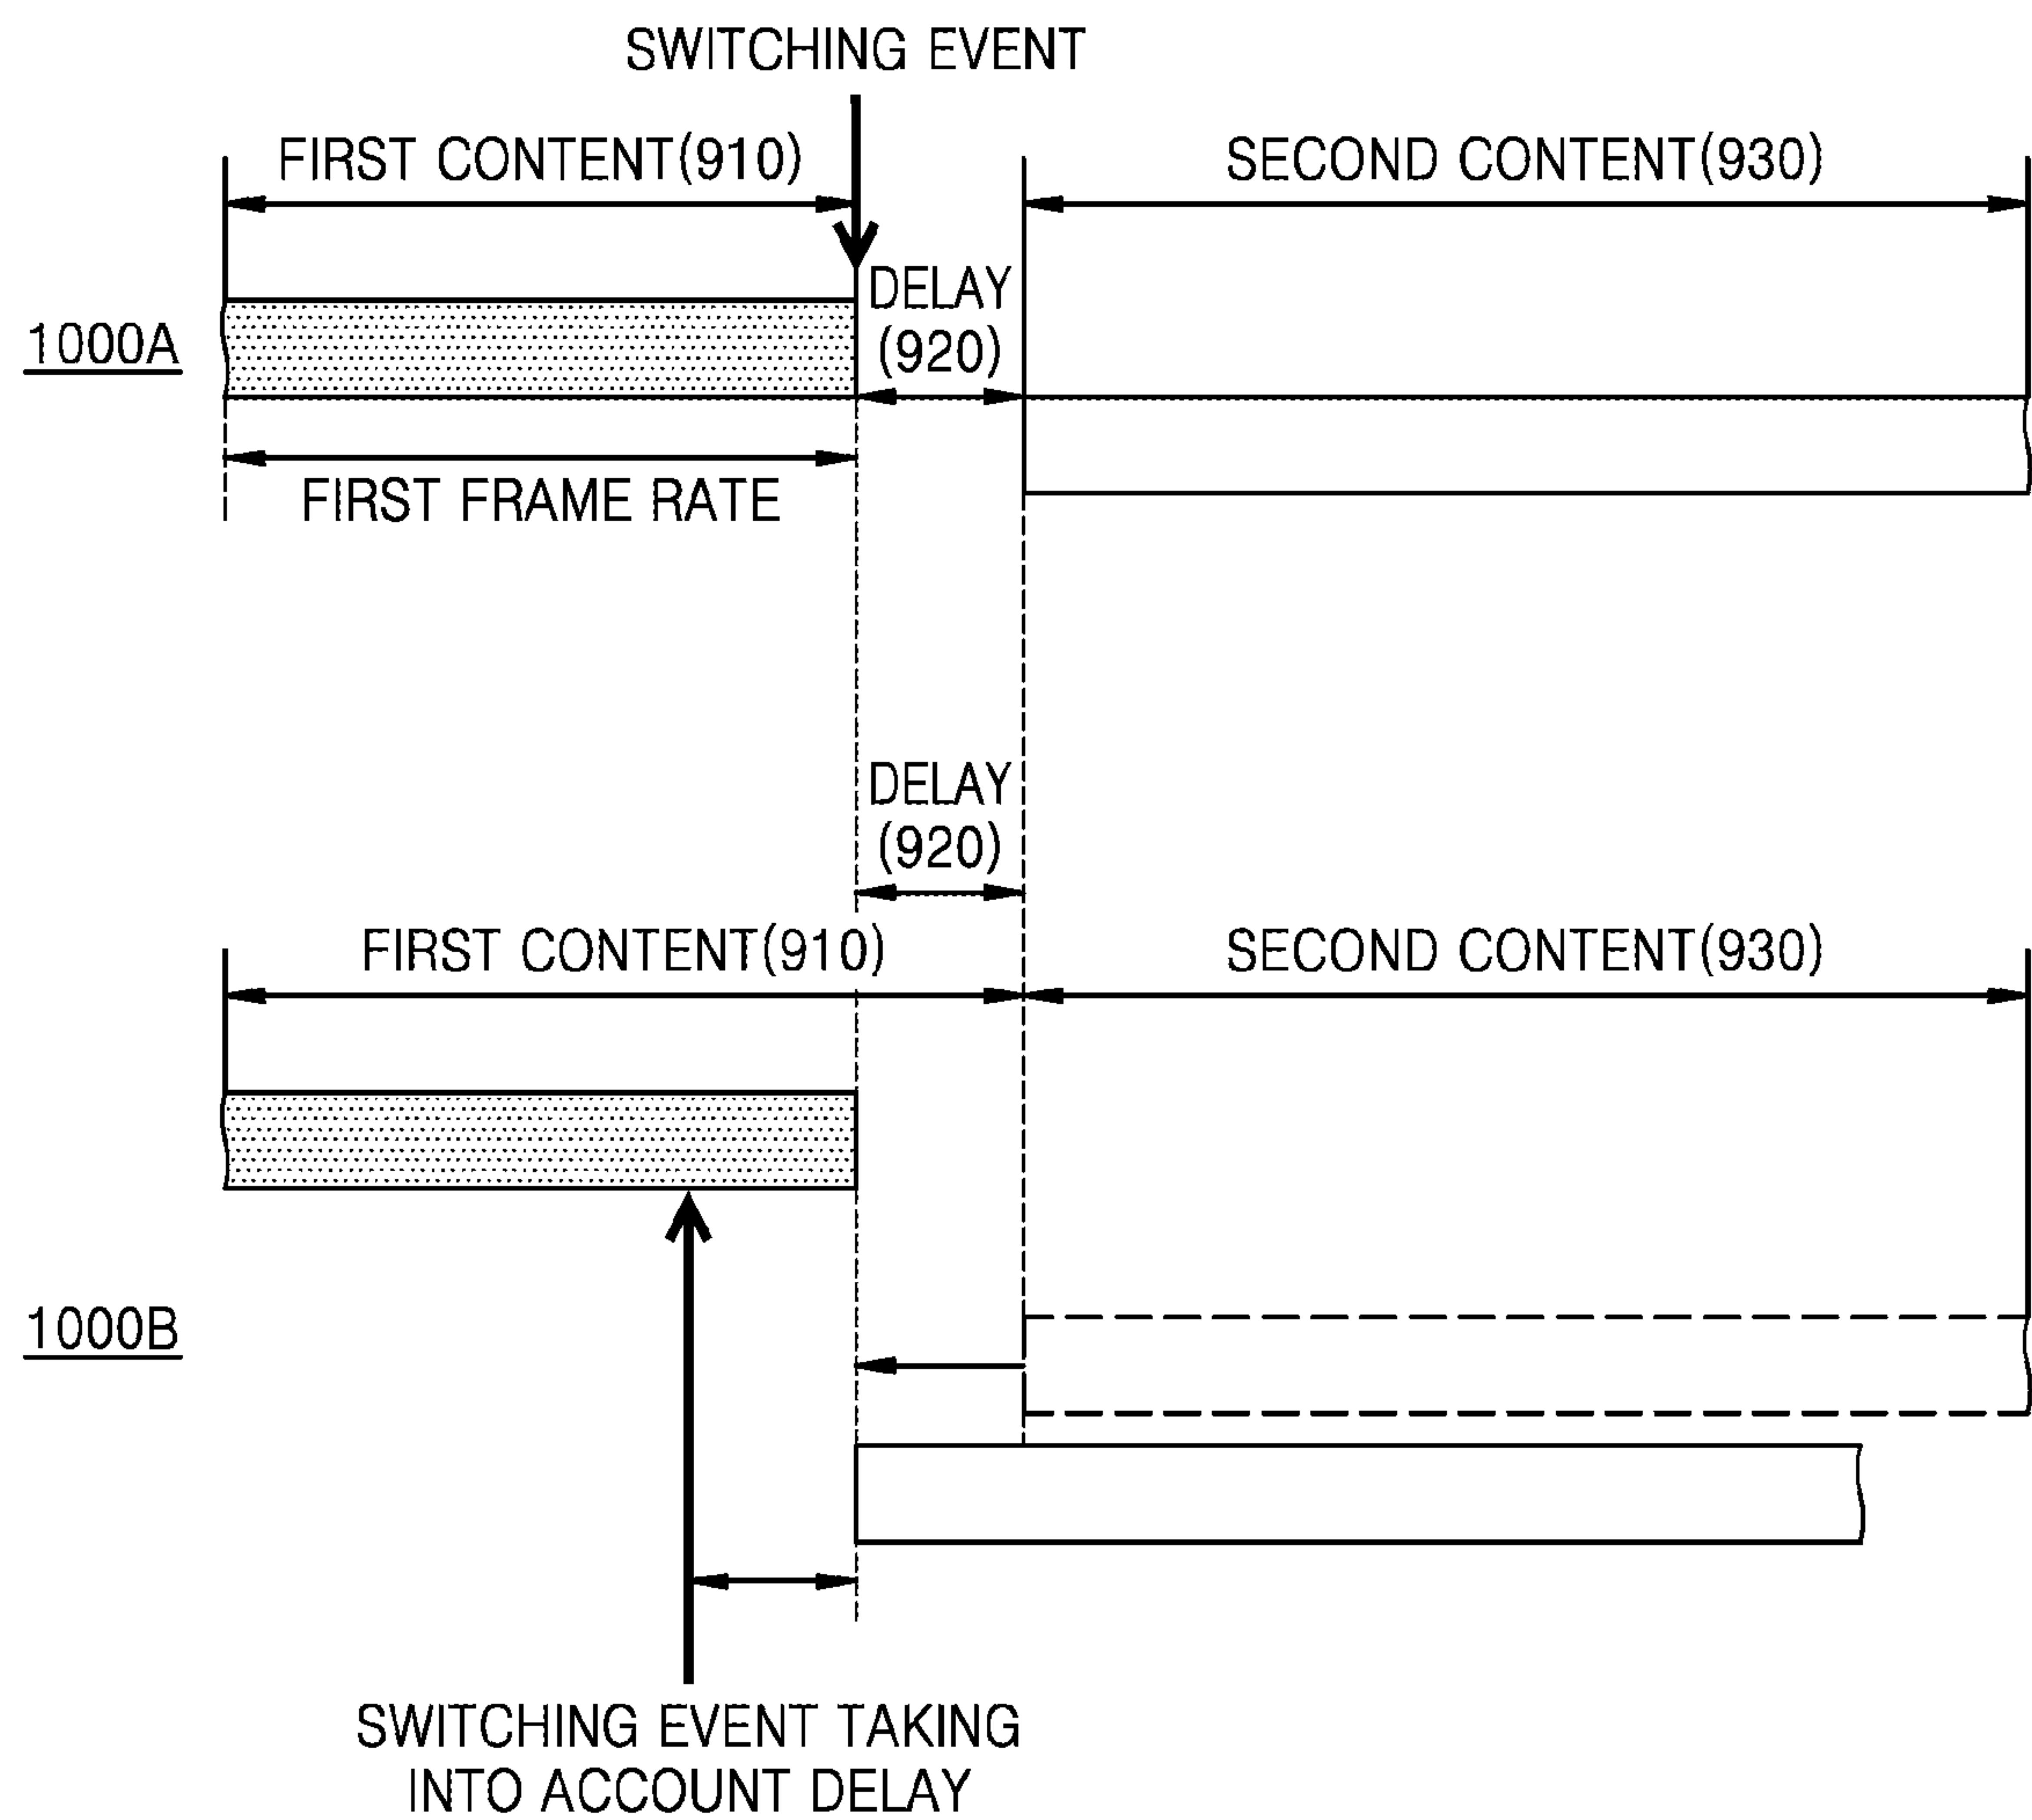 SWITCHING EVENT
FIRST CONTENT(910)
SECOND CONTENT(930)
DELAY
(920)
1000A
FIRST FRAME RATE
DELAY
(920)
FIRST CONTENT(910)
SECOND CONTENT(930)
1000B
SWITCHING EVENT TAKING
INTO ACCOUNT DELAY